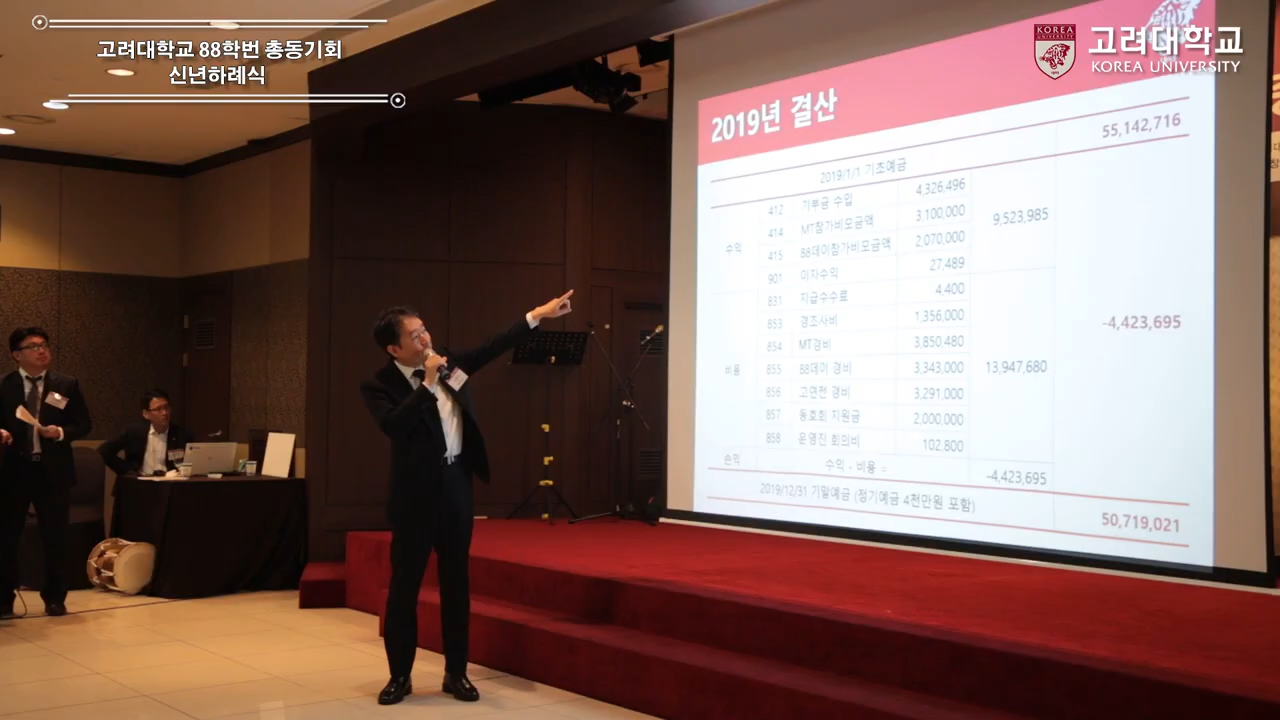 고려대학교 88학번 총동기회
신년하례식
KOREA
UNIVERSITY
1905
고려대학교
KOREA UNIVERSITY
2019년 결산
2019/1/1 기초예금 55,142,716
수익 412 기부금 수입 4,326,496 9,523,985
414 MT참가비모금액 3,100,000
415 88데이참가비모금액 2,070,000
901 이자수익 27,489
비용 831 지급수수료 4,400 13,947,680 -4,423,695
853 경조사비 1,356,000
854 MT경비 3,850,480
855 88데이 경비 3,343,000
856 고연전 경비 3,291,000
857 동호회 지원금 2,000,000
858 운영진 회의비 102,800
손익 수익 - 비용 = -4,423,695
2019/12/31 기말예금 (정기예금 4천만원 포함) 50,719,021